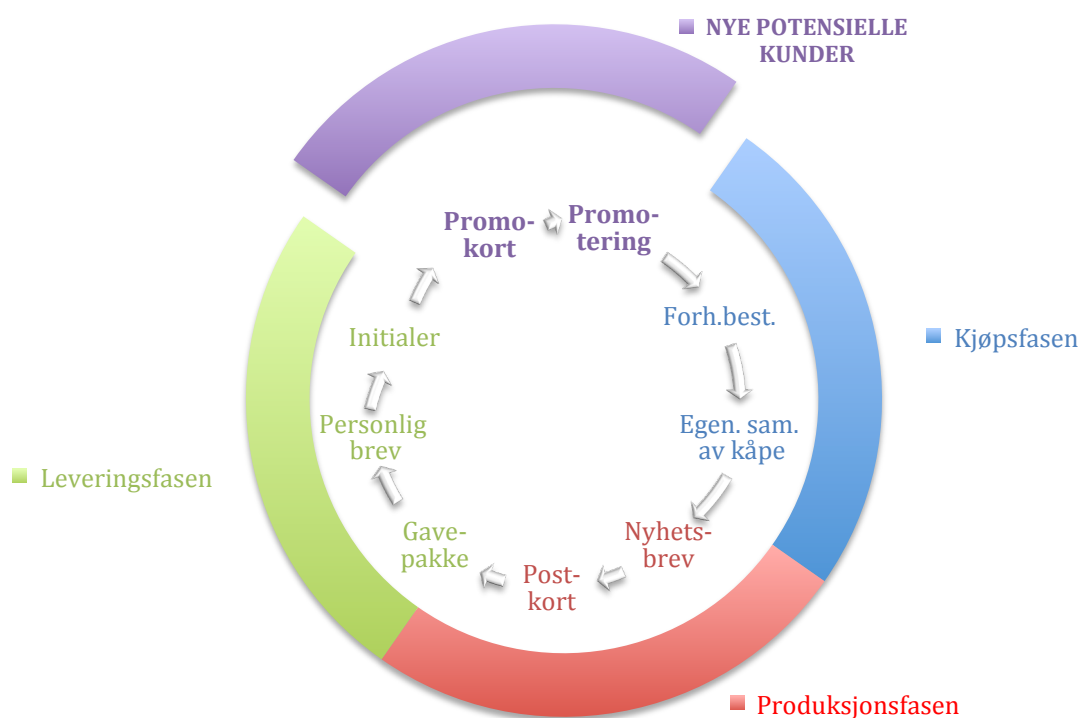 NYE POTENSIELLE
KUNDER
Promo-
kort
Promo-
tering
Forh.best.
Kjøpsfasen
Egen. sam.
av kåpe
Nyhets-
brev
Post-
kort
Produksjonsfasen
Gave-
pakke
Personlig
brev
Initialer
Leveringsfasen